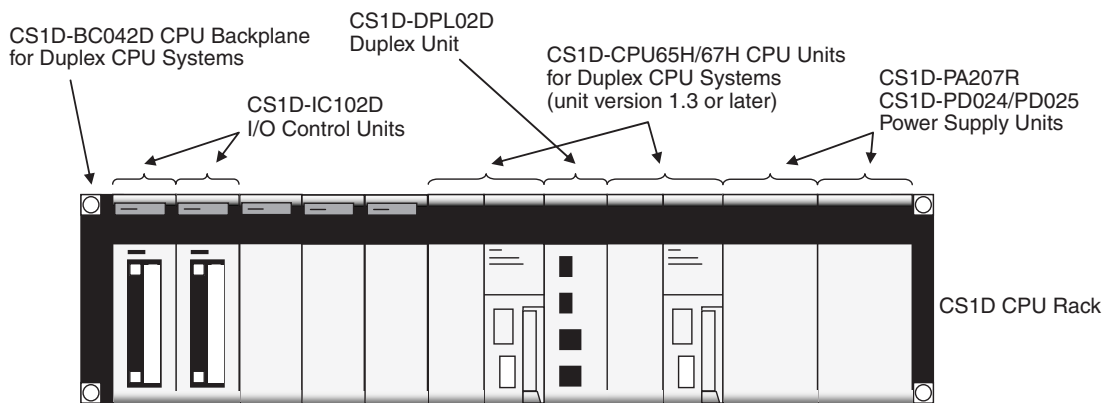 CS1D-BC042D CPU Backplane
for Duplex CPU Systems
CS1D-DPL02D
Duplex Unit
CS1D-IC102D
I/O Control Units
CS1D-CPU65H/67H CPU Units
for Duplex CPU Systems
(unit version 1.3 or later)
CS1D-PA207R
CS1D-PD024/PD025
Power Supply Units
CS1D CPU Rack